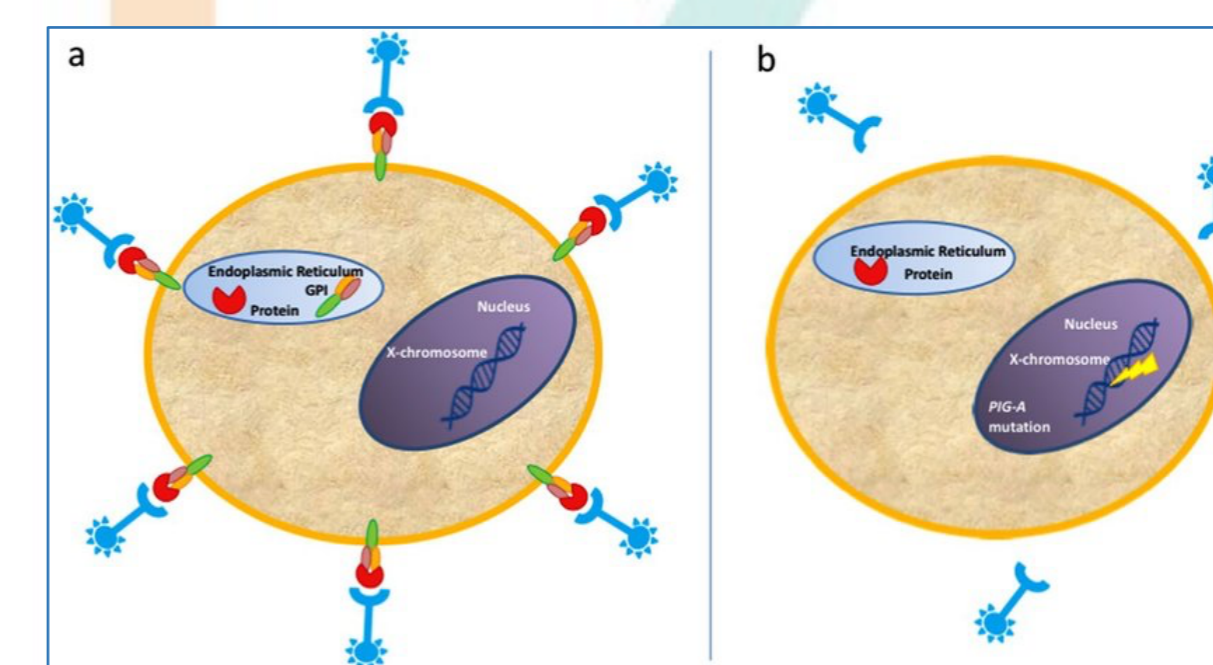 a
Endoplasmic Reticulum
GPI
Protein
Nucleus
X-chromosome
b
Endoplasmic Reticulum
Protein
Nucleus
X-chromosome
PIG-A
mutation